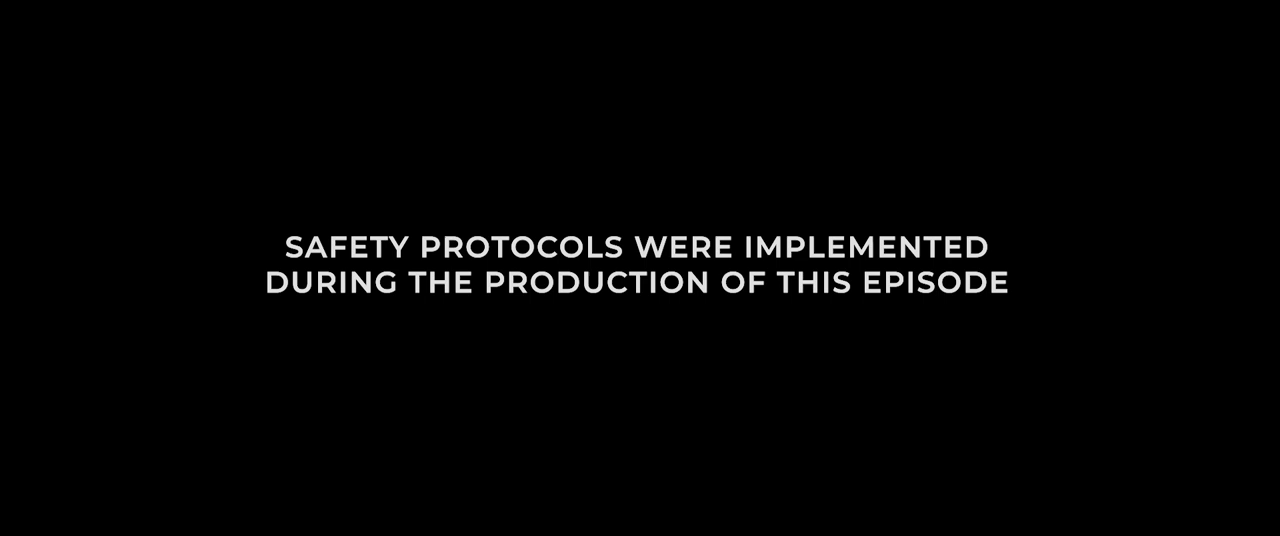 SAFETY PROTOCOLS WERE IMPLEMENTED
DURING THE PRODUCTION OF THIS EPISODE